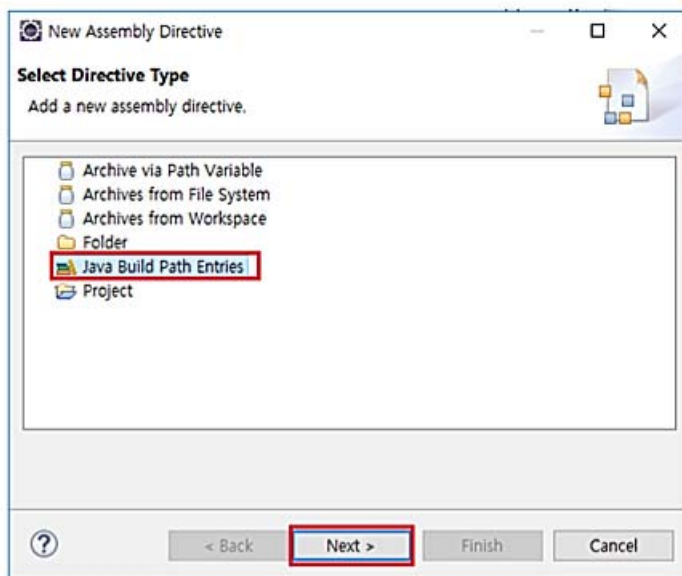 New Assembly Directive
Select Directive Type
Add a new assembly directive.
Archive via Path Variable
Archives from File System
Archives from Workspace
Folder
Java Build Path Entries
Project
?
< Back
Next >
Finish
Cancel